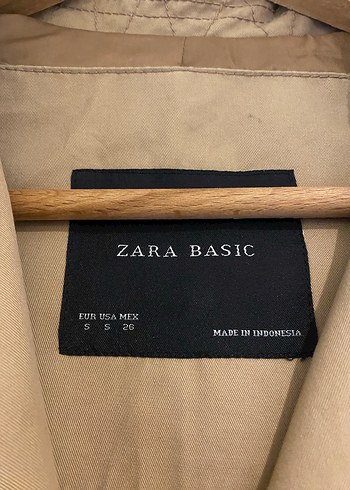 ZARA BASIC
EUR USA MEX
S S 26
MADE IN INDONESIA